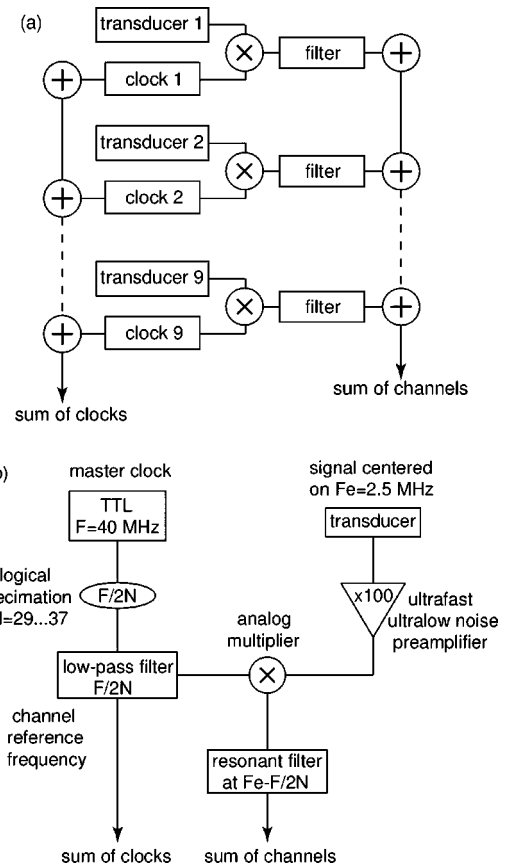 (a)
transducer 1
clock 1
filter
transducer 2
clock 2
filter
transducer 9
clock 9
filter
sum of channels
sum of clocks
master clock
signal centered
on Fe=2.5 MHz
TTL
F=40 MHz
transducer
logical
F/2N
x100
ultrafast
ultralow noise
preamplifier
analog
multiplier
low-pass filter
F/2N
channel
reference
frequency
resonant filter
at Fe-F/2N
sum of clocks
sum of channels